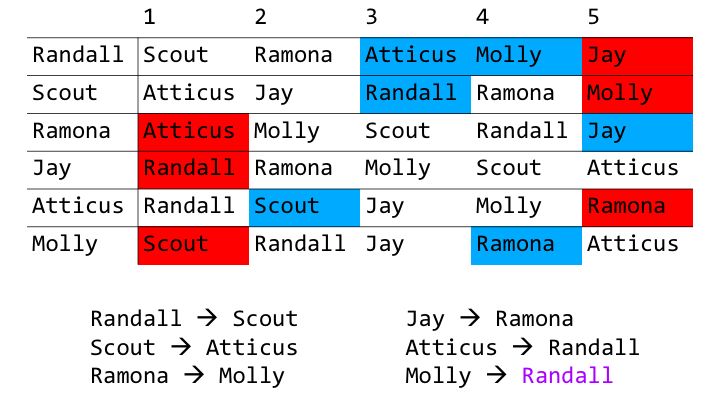 1 2 3 4 5
Randall Scout Ramona Atticus Molly Jay
Scout Atticus Jay Randall Ramona Molly
Ramona Atticus Molly Scout Randall Jay
Jay Randall Ramona Molly Scout Atticus
Atticus Randall Scout Jay Molly Ramona
Molly Scout Randall Jay Ramona Atticus
Randall → Scout Jay → Ramona
Scout → Atticus Atticus → Randall
Ramona → Molly Molly → Randall